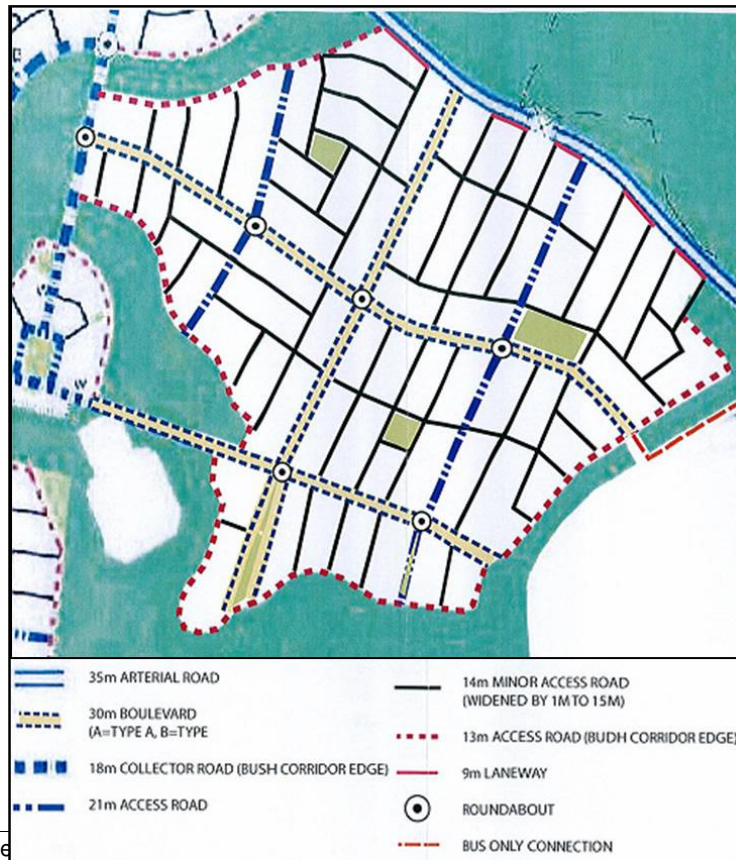 35m ARTERIAL ROAD
30m BOULEVARD
(A=TYPE A, B=TYPE
18m COLLECTOR ROAD (BUSH CORRIDOR EDGE)
21m ACCESS ROAD
14m MINOR ACCESS ROAD
(WIDENED BY 1M TO 15M)
13m ACCESS ROAD (BUDH CORRIDOR EDGE)
9m LANEWAY
ROUNDABOUT
BUS ONLY CONNECTION
e